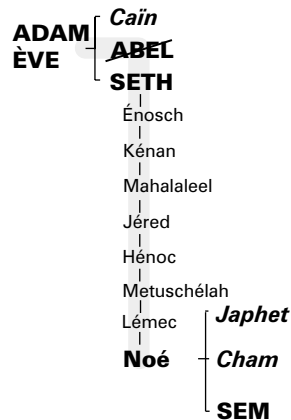 ADAM
ÈVE
Caïn
ABEL
SETH
Énosch
Kénan
Mahalaleel
Jéred
Hénoc
Metuschélah
Lémec
Noé
Japhet
Cham
SEM